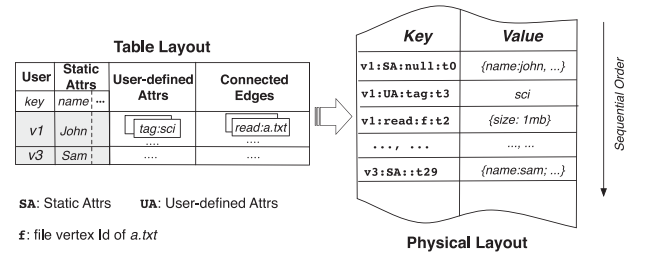 Table Layout
User Static Attrs User-defined Attrs Connected Edges
key name ...
v1 John tag:sci read:a.txt
.... ....
v3 Sam .... ....
SA: Static Attrs UA: User-defined Attrs
f: file vertex Id of a.txt
Key Value
v1:SA:null:t0 {name:john, ...}
v1:UA:tag:t3 sci
v1:read:f:t2 {size: 1mb}
..., ... ..., ...
v3:SA::t29 {name:sam; ...}
Sequential Order
Physical Layout